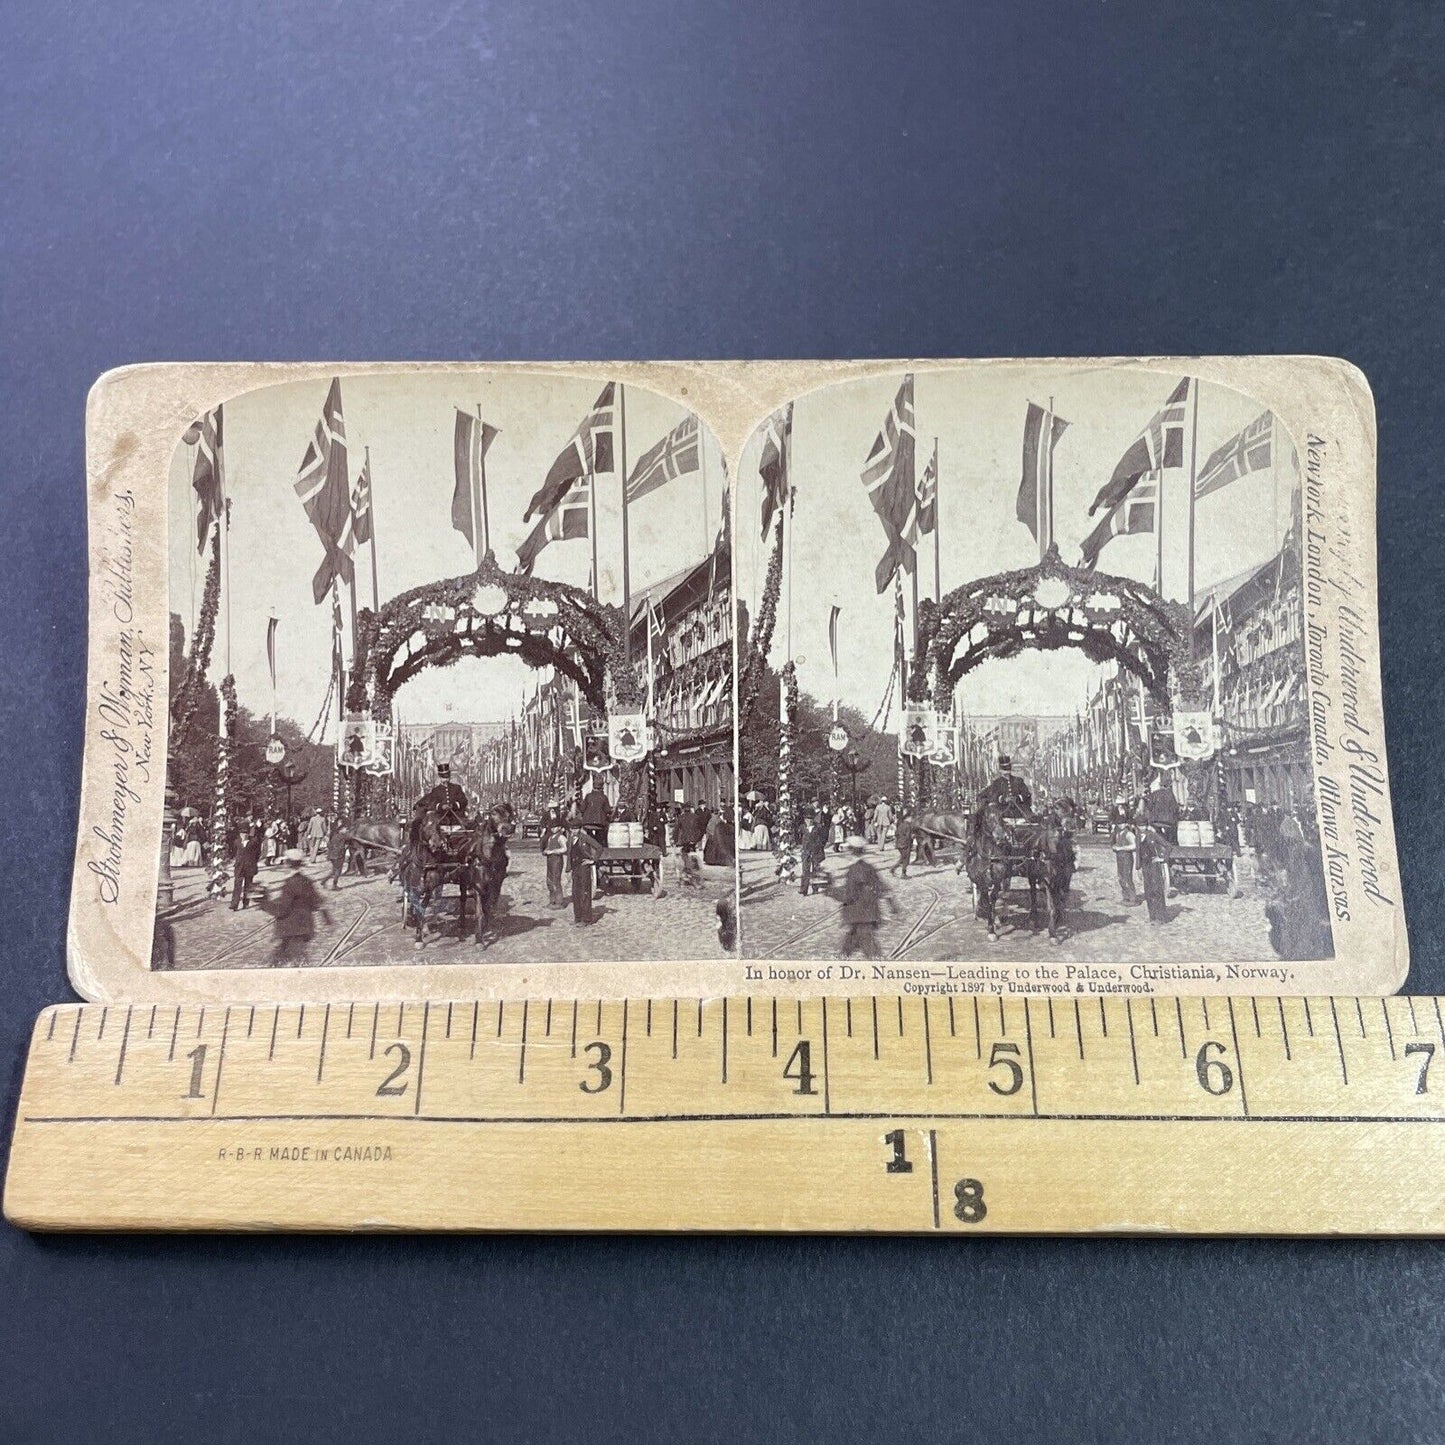 Strohmeyer & Wyman, Publishers,
New York, N.Y.
N
RAM
N
RAM
Underwood & Underwood
New York, London, Toronto Canada, Ottawa Kansas.
In honor of Dr. Nansen—Leading to the Palace, Christiania, Norway.
Copyright 1897 by Underwood & Underwood.
1 2 3 4 5 6 7
R-B-R MADE IN CANADA
1
8